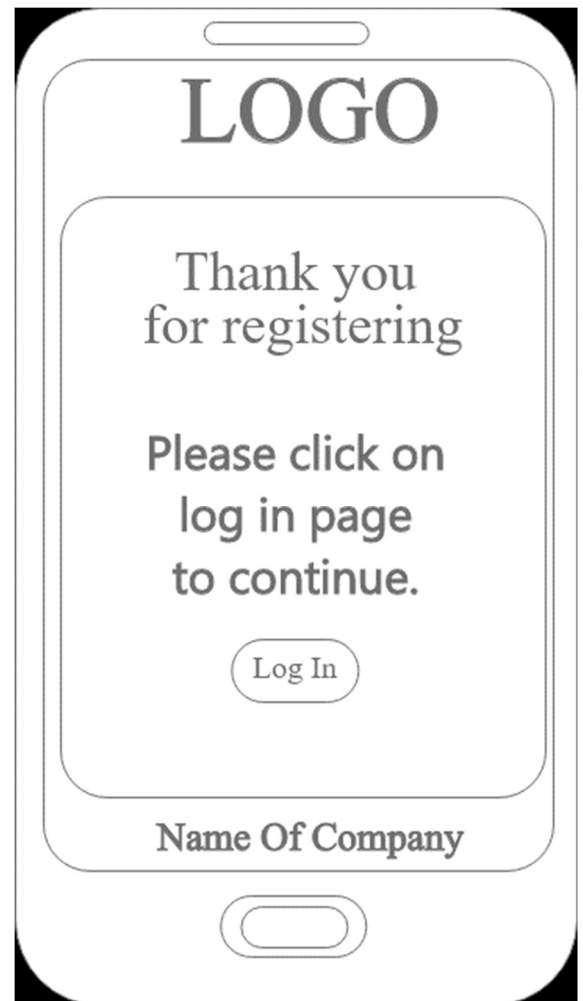 LOGO
Thank you
for registering
Please click on
log in page
to continue.
Log In
Name Of Company